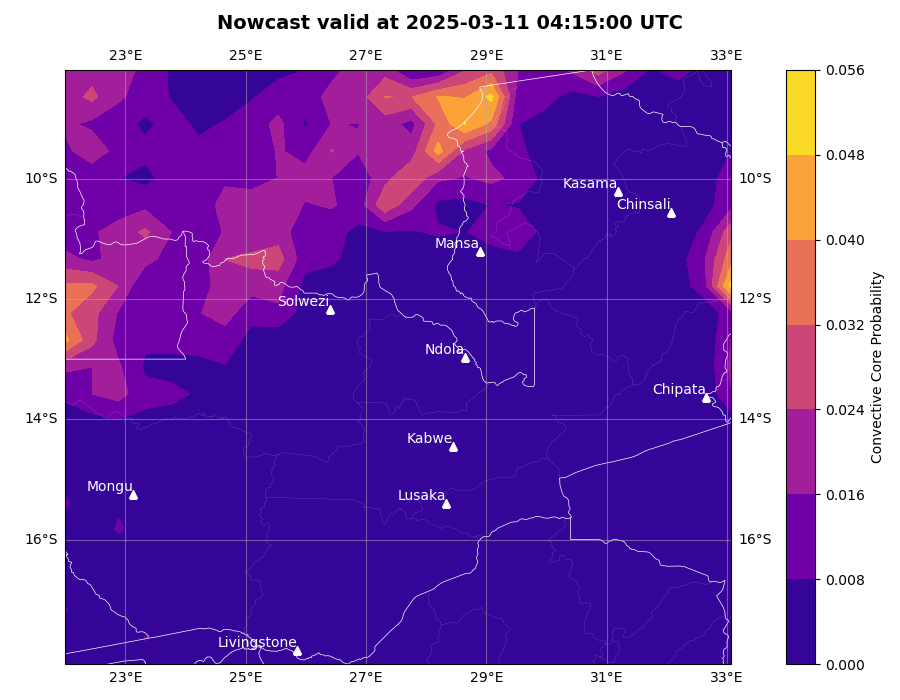 Nowcast valid at 2025-03-11 04:15:00 UTC
23°E 25°E 27°E 29°E 31°E 33°E
0.056
0.048
10°S Kasama 10°S
Chinsali
0.040
Mansa
12°S Solwezi 12°S
0.032
Ndola
Convective Core Probability
Chipata
0.024
14°S 14°S
Kabwe
Mongu Lusaka
0.016
16°S 16°S
0.008
Livingstone
0.000
23°E 25°E 27°E 29°E 31°E 33°E